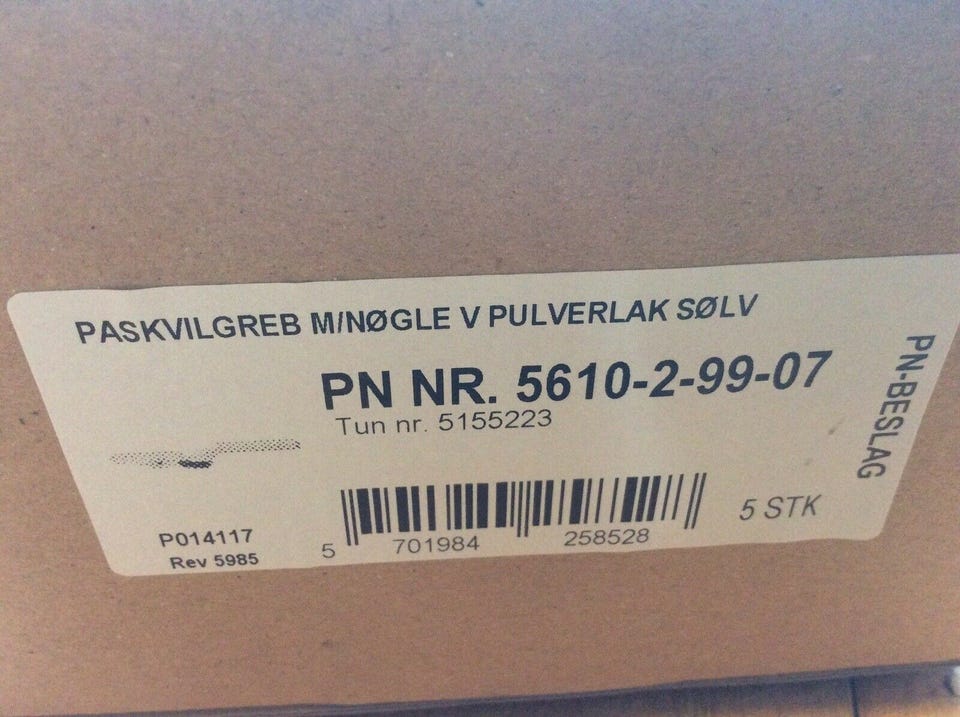 PASKVILGREB M/NØGLE V PULVERLAK SØLV
PN NR. 5610-2-99-07
Tun nr. 5155223
PN-BESLAG
5 STK
P014117
Rev 5985
5 701984 258528